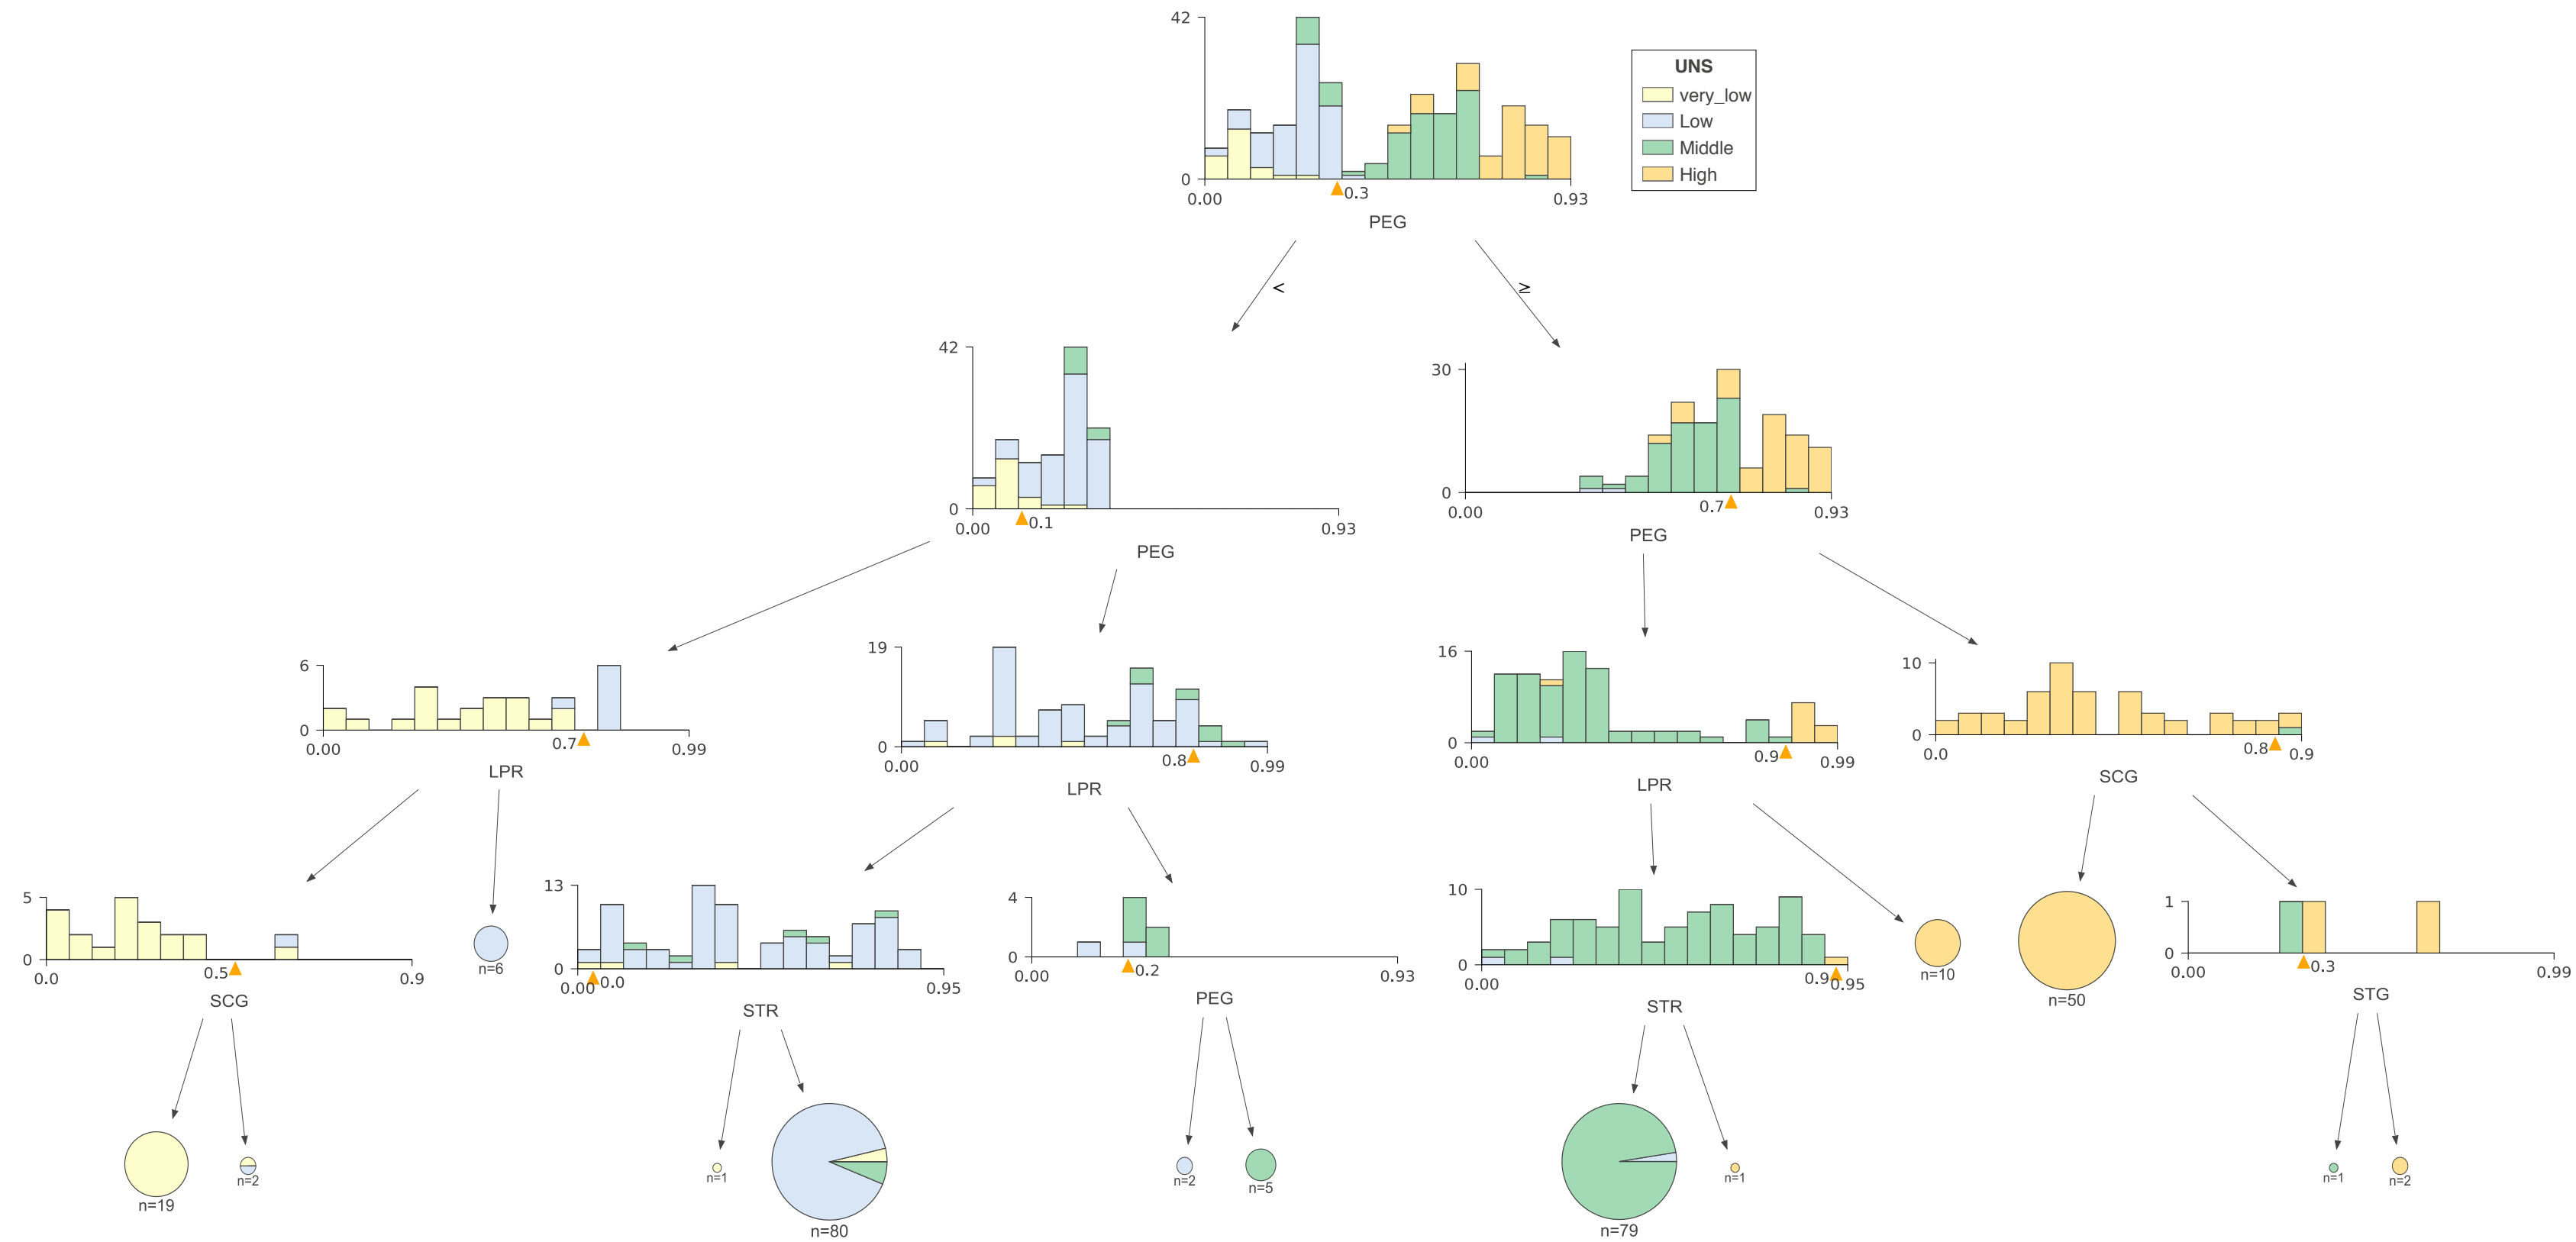 42
0
0.00
0.3
0.93
PEG
UNS
very_low
Low
Middle
High
<
≥
42
0
0.00
0.1
0.93
PEG
30
0
0.00
0.7
0.93
PEG
6
0
0.00
0.7
0.99
LPR
19
0
0.00
0.8
0.99
LPR
16
0
0.00
0.9
0.99
LPR
10
0
0.0
0.8
0.9
SCG
5
0
0.0
0.5
0.9
SCG
n=6
13
0
0.00
0.0
0.95
STR
4
0
0.00
0.2
0.93
PEG
10
0
0.00
0.9
0.95
STR
n=10
n=50
1
0
0.00
0.3
0.99
STG
n=19
n=2
n=1
n=80
n=2
n=5
n=79
n=1
n=1
n=2